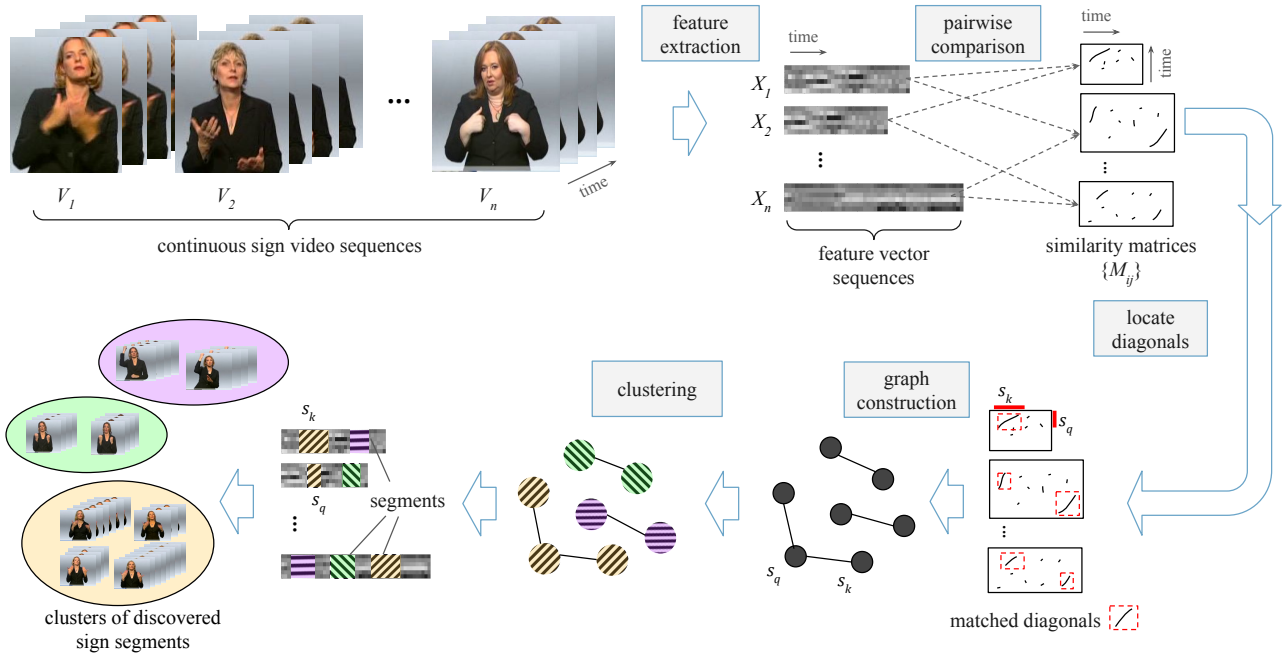 feature
extraction
pairwise
comparison
time
time
time
X1
X2
...
Xn
...
...
time
V1
V2
Vn
continuous sign video sequences
feature vector
sequences
similarity matrices
{Mij}
locate
diagonals
clustering
graph
construction
sk
sq
sk
segments
sq
...
...
sq
sk
clusters of discovered
sign segments
matched diagonals